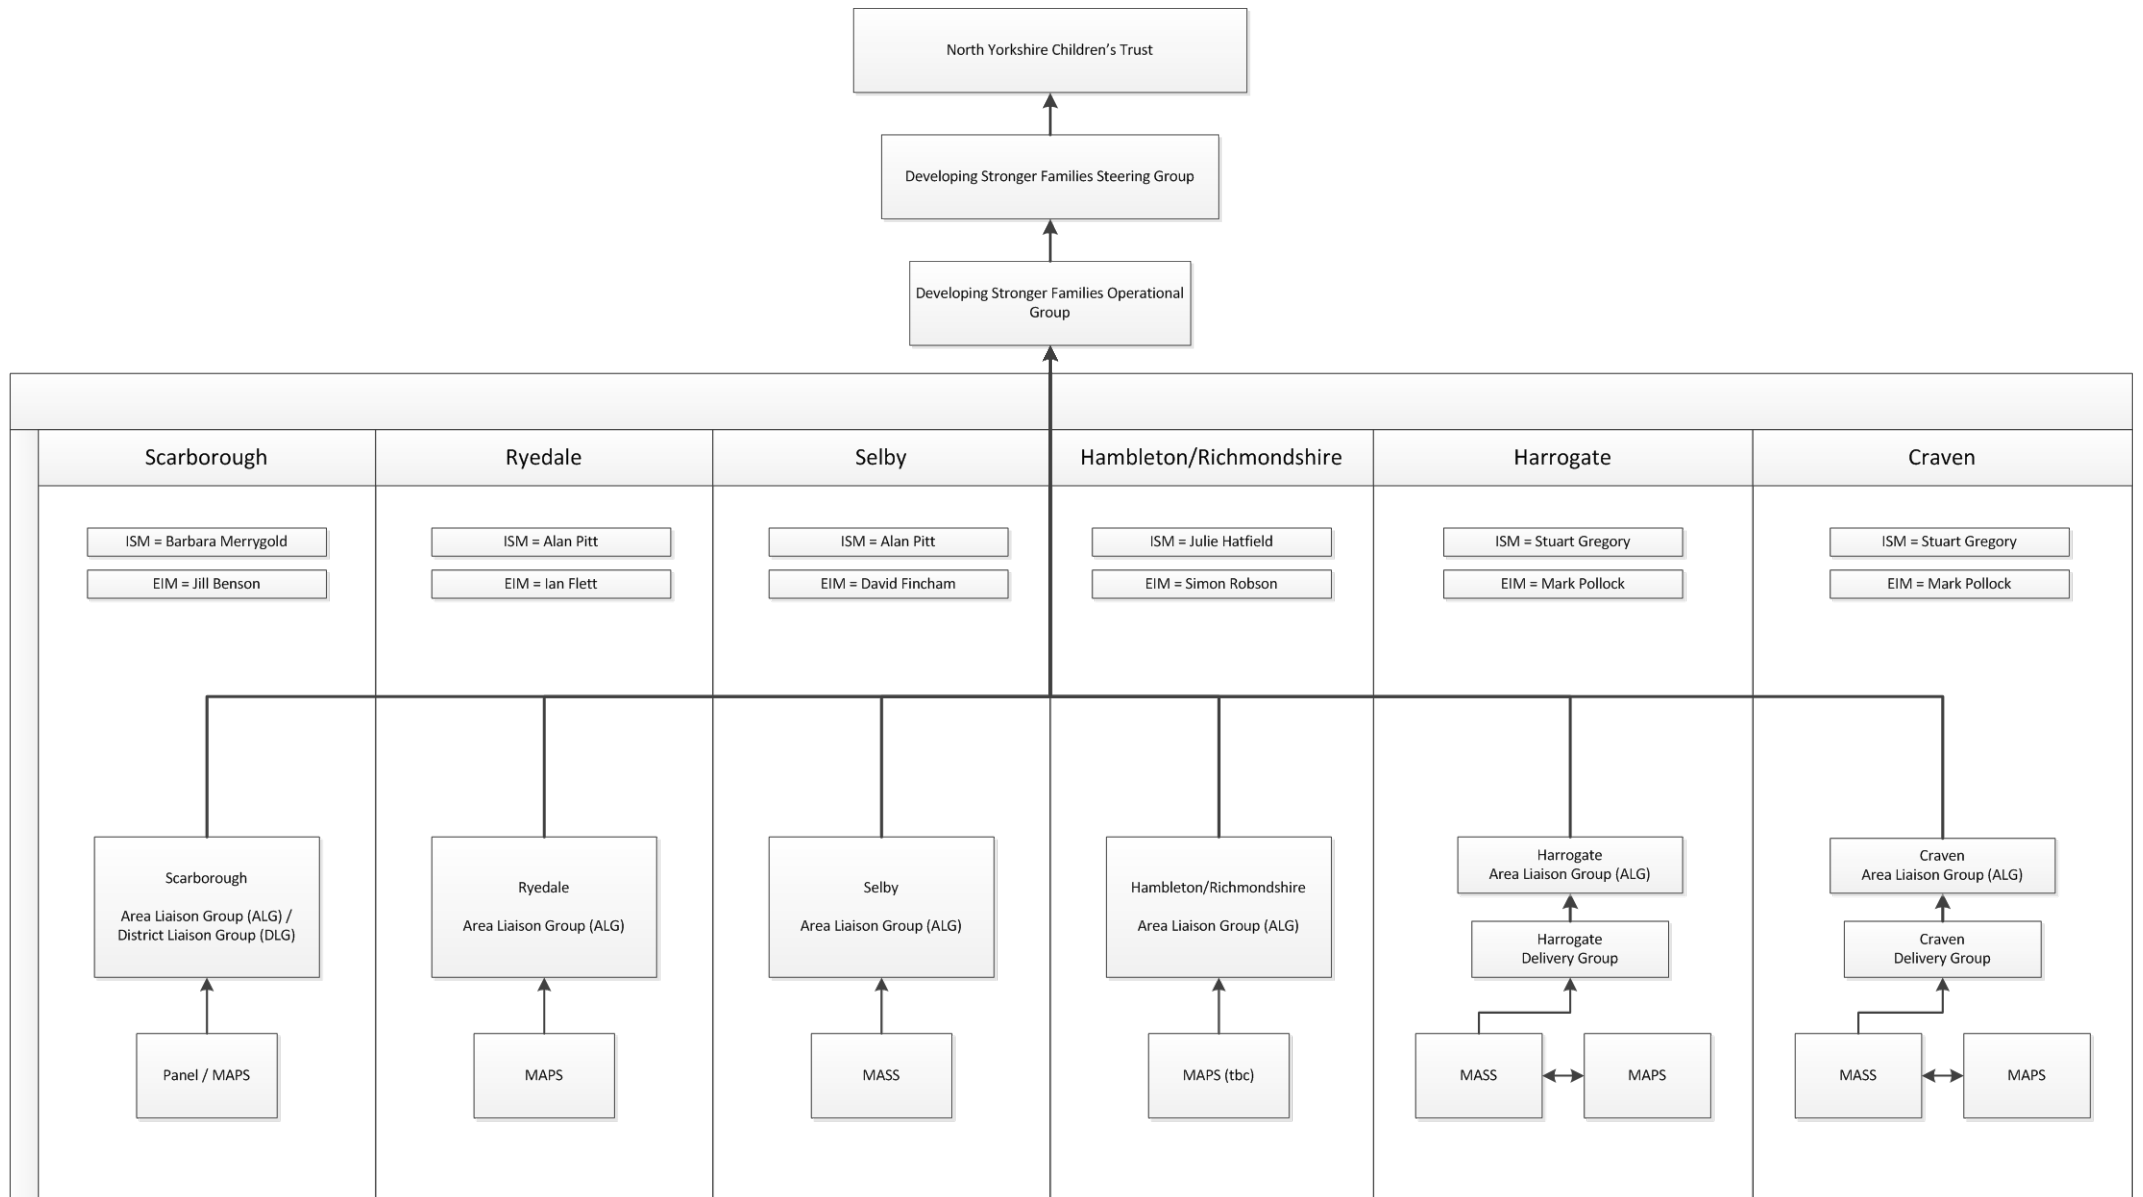 North Yorkshire Children's Trust
Developing Stronger Families Steering Group
Developing Stronger Families Operational
Group
Scarborough
Ryedale
Selby
Hambleton/Richmondshire
Harrogate
Craven
ISM = Barbara Merrygold
ISM = Alan Pitt
ISM = Alan Pitt
ISM = Julie Hatfield
ISM = Stuart Gregory
ISM = Stuart Gregory
EIM = Jill Benson
EIM = Ian Flett
EIM = David Fincham
EIM = Simon Robson
EIM = Mark Pollock
EIM = Mark Pollock
Scarborough
Area Liaison Group (ALG) /
District Liaison Group (DLG)
Ryedale
Area Liaison Group (ALG)
Selby
Area Liaison Group (ALG)
Hambleton/Richmondshire
Area Liaison Group (ALG)
Harrogate
Area Liaison Group (ALG)
Craven
Area Liaison Group (ALG)
Harrogate
Delivery Group
Craven
Delivery Group
Panel / MAPS
MAPS
MASS
MAPS (tbc)
MASS
MAPS
MASS
MAPS